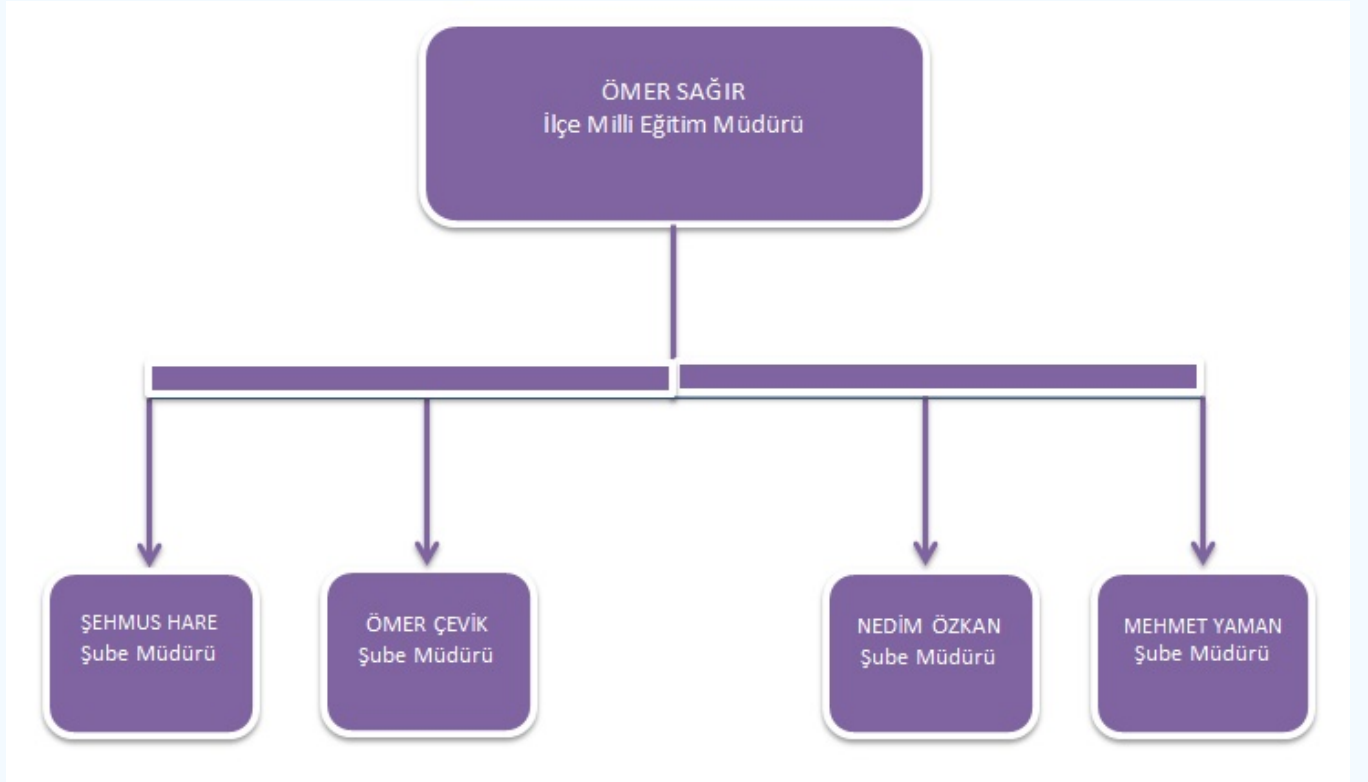 ÖMER SAĞIR
İlçe Milli Eğitim Müdürü
ŞEHMUS HARE
Şube Müdürü
ÖMER ÇEVİK
Şube Müdürü
NEDİM ÖZKAN
Şube Müdürü
MEHMET YAMAN
Şube Müdürü